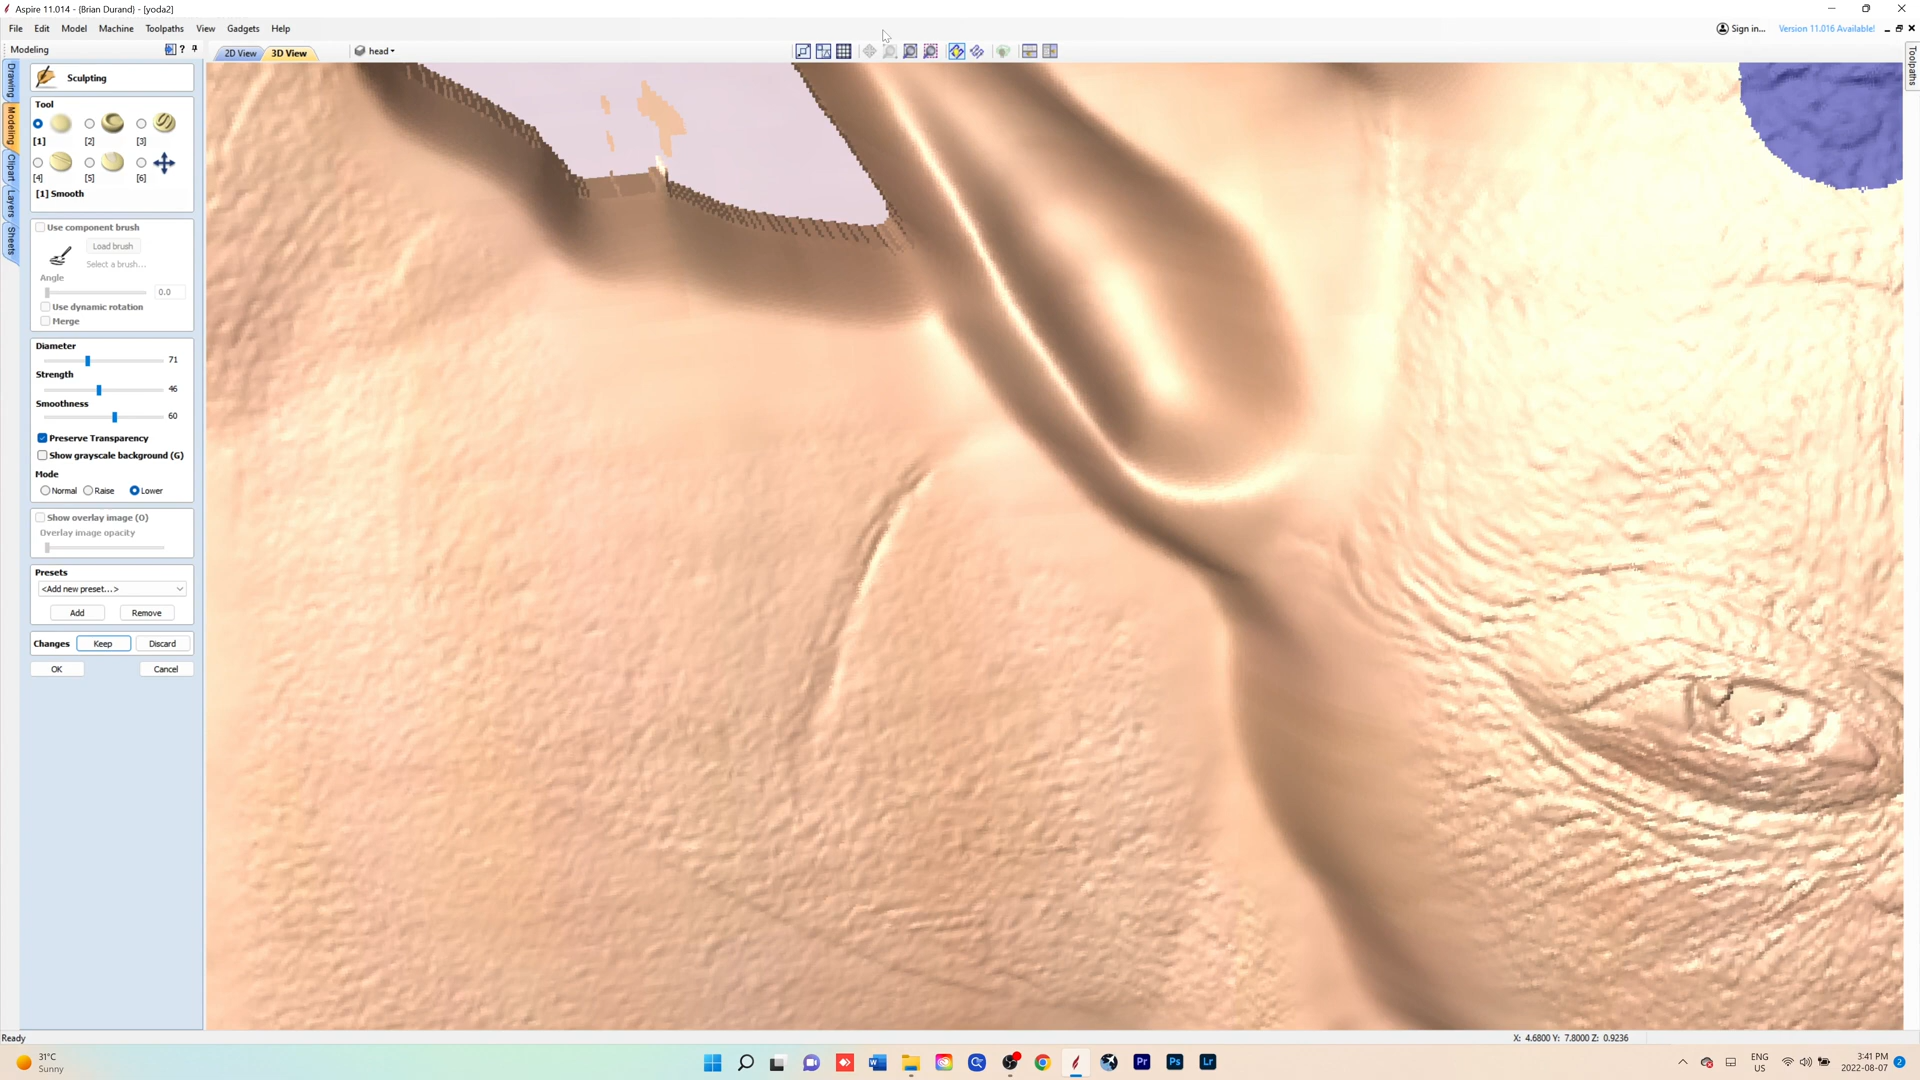 Aspire 11.014 - {Brian Durand} - [yoda2]
File Edit Model Machine Toolpaths View Gadgets Help
Sign in... Version 11.016 Available!
Modeling
2D View 3D View head
Toolpaths
Drawing
Modeling
Clipart
Layers
Sheets
Sculpting
Tool
[1] [2] [3]
[4] [5] [6]
[1] Smooth
Use component brush
Load brush
Select a brush...
Angle
0.0
Use dynamic rotation
Merge
Diameter
71
Strength
46
Smoothness
60
Preserve Transparency
Show grayscale background (G)
Mode
Normal Raise Lower
Show overlay image (O)
Overlay image opacity
Presets
<Add new preset...>
Add Remove
Changes Keep Discard
OK Cancel
Ready
X: 4.6800 Y: 7.8000 Z: 0.9236
31°C
Sunny
Pr Ps Lr
ENG
US
3:41 PM
2022-08-07
2